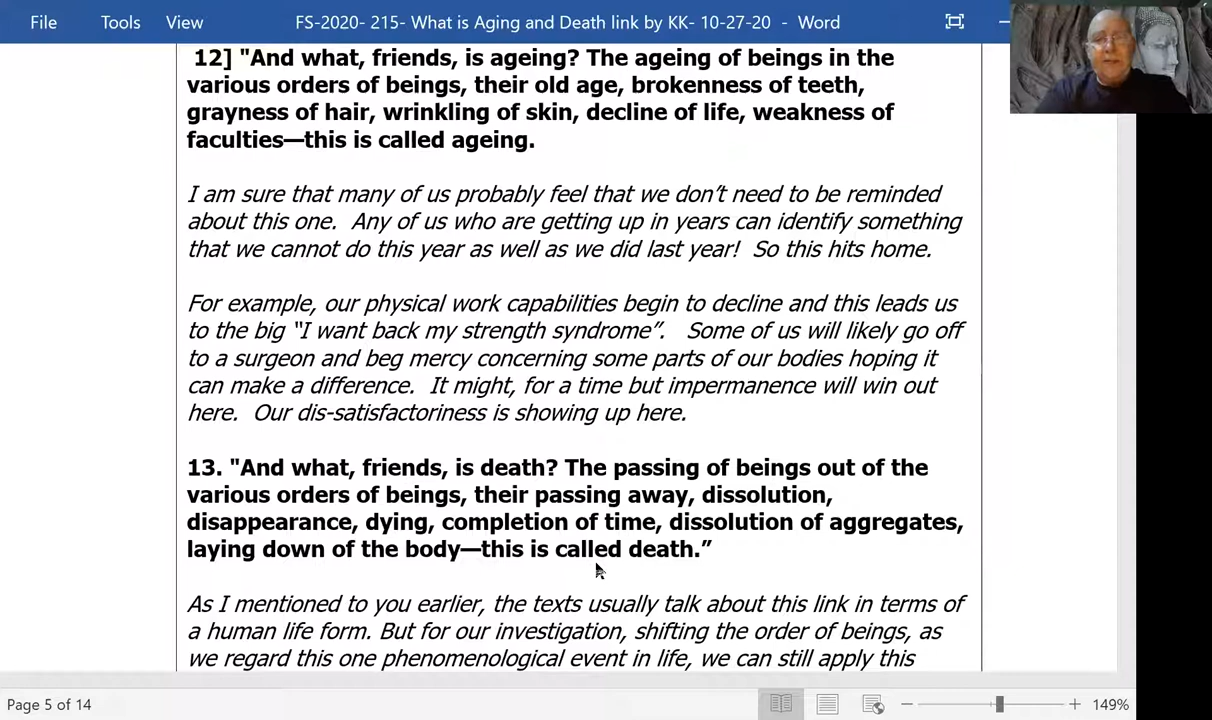 File Tools View FS-2020- 215- What is Aging and Death link by KK- 10-27-20 - Word
12] "And what, friends, is ageing? The ageing of beings in the
various orders of beings, their old age, brokenness of teeth,
grayness of hair, wrinkling of skin, decline of life, weakness of
faculties—this is called ageing.
I am sure that many of us probably feel that we don’t need to be reminded
about this one. Any of us who are getting up in years can identify something
that we cannot do this year as well as we did last year! So this hits home.
For example, our physical work capabilities begin to decline and this leads us
to the big “I want back my strength syndrome”. Some of us will likely go off
to a surgeon and beg mercy concerning some parts of our bodies hoping it
can make a difference. It might, for a time but impermanence will win out
here. Our dis-satisfactoriness is showing up here.
13. "And what, friends, is death? The passing of beings out of the
various orders of beings, their passing away, dissolution,
disappearance, dying, completion of time, dissolution of aggregates,
laying down of the body—this is called death.”
As I mentioned to you earlier, the texts usually talk about this link in terms of
a human life form. But for our investigation, shifting the order of beings, as
we regard this one phenomenological event in life, we can still apply this
Page 5 of 14 149%